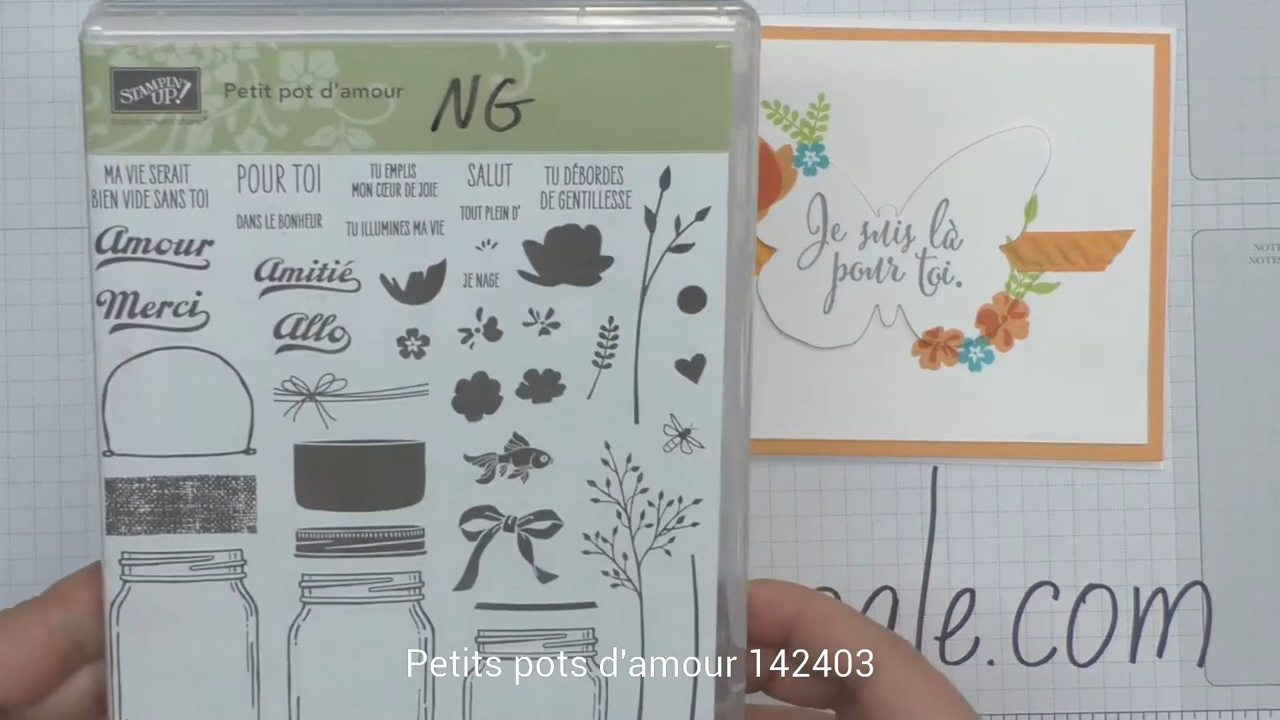 STAMPIN' UP!
Petit pot d'amour
NG
MA VIE SERAIT
BIEN VIDE SANS TOI
POUR TOI
DANS LE BONHEUR
TU EMPLIS
MON CŒUR DE JOIE
TU ILLUMINES MA VIE
SALUT
TOUT PLEIN D'
TU DÉBORDES
DE GENTILLESSE
Amour
Merci
Amitié
Allo
JE NAGE
Je suis là
pour toi.
gle.com
Petits pots d'amour 142403